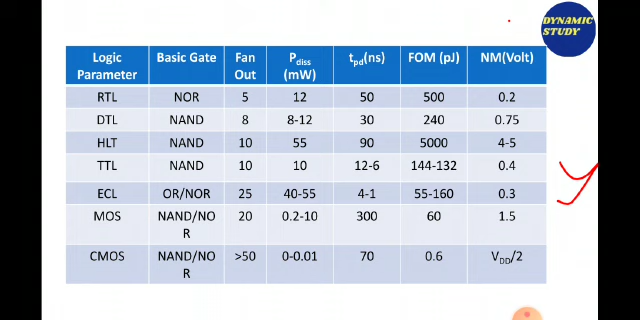 DYNAMIC
STUDY
Logic Parameter | Basic Gate | Fan Out | Pdiss (mW) | tpd(ns) | FOM (pJ) | NM(Volt)
RTL | NOR | 5 | 12 | 50 | 500 | 0.2
DTL | NAND | 8 | 8-12 | 30 | 240 | 0.75
HLT | NAND | 10 | 55 | 90 | 5000 | 4-5
TTL | NAND | 10 | 10 | 12-6 | 144-132 | 0.4
ECL | OR/NOR | 25 | 40-55 | 4-1 | 55-160 | 0.3
MOS | NAND/NOR | 20 | 0.2-10 | 300 | 60 | 1.5
CMOS | NAND/NOR | >50 | 0-0.01 | 70 | 0.6 | VDD/2